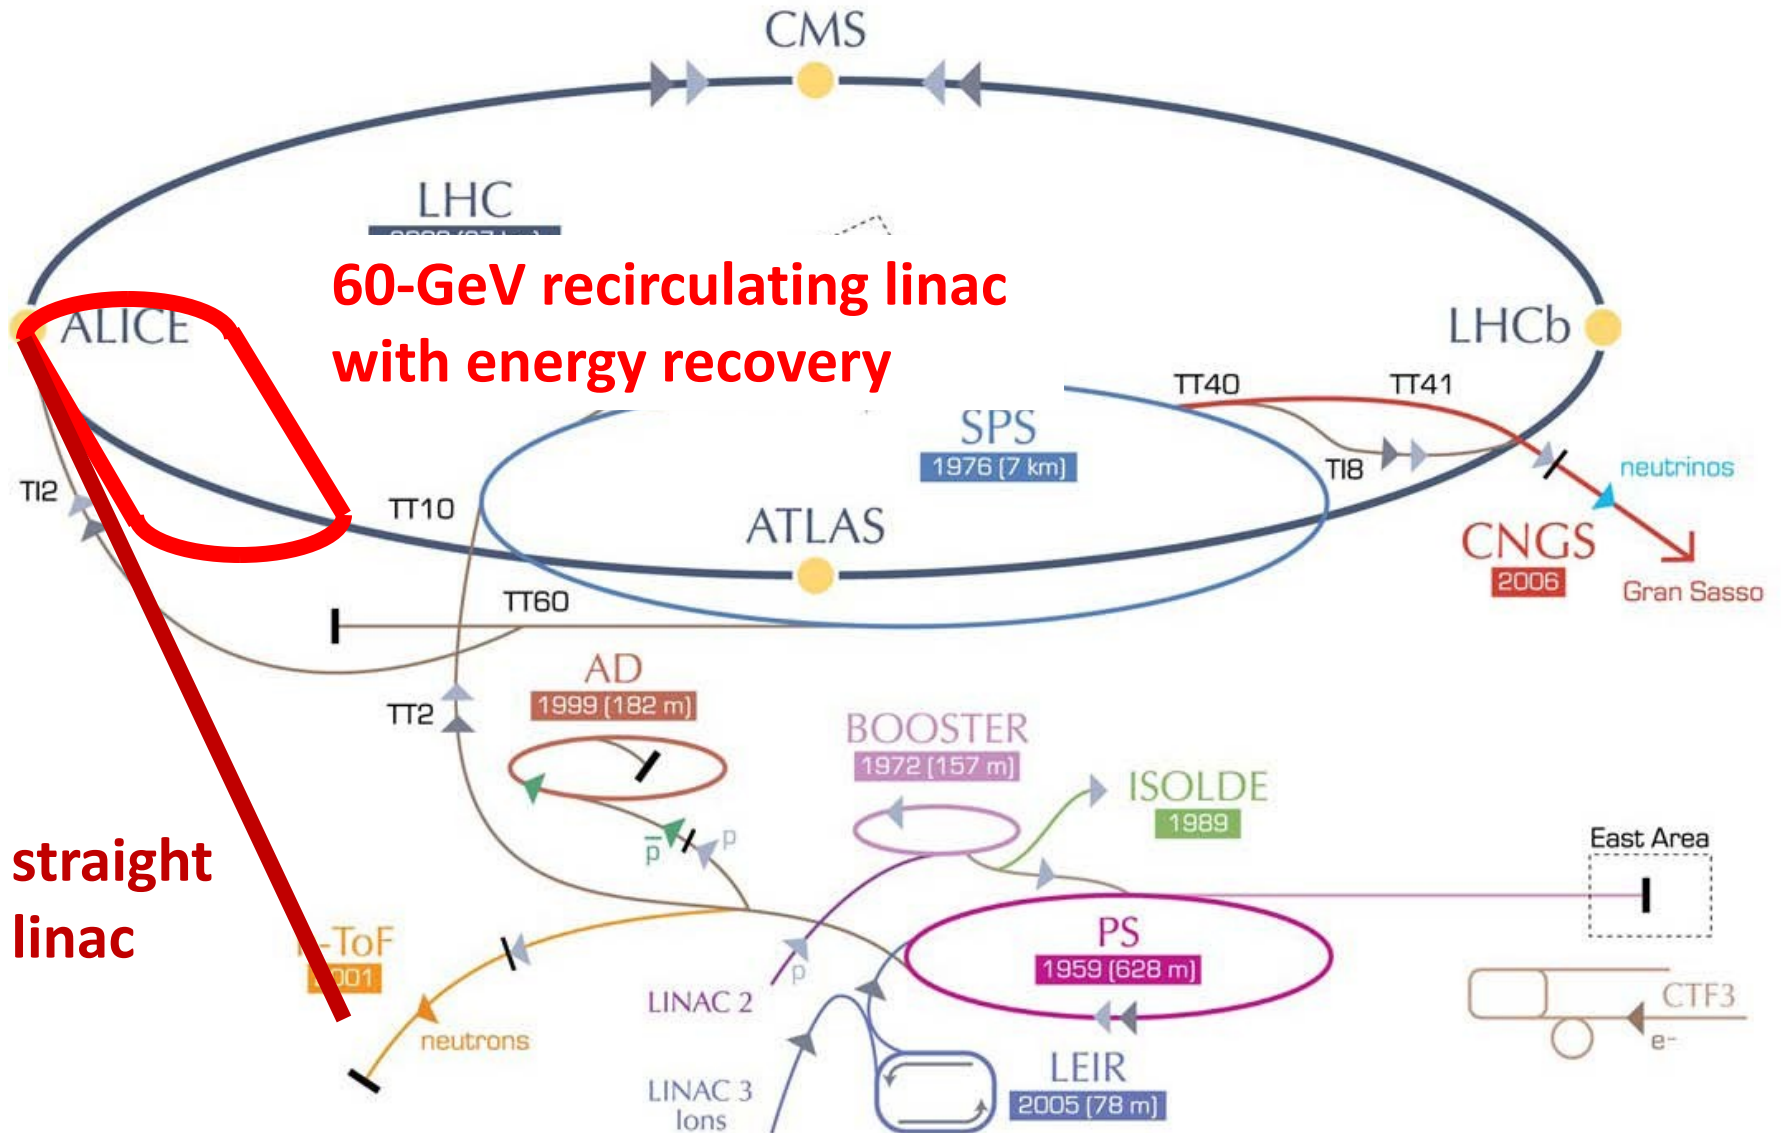 CMS
LHC
60-GeV recirculating linac
with energy recovery
ALICE
LHCb
TT40
TT41
SPS
1976 (7 km)
TI8
neutrinos
TI2
TT10
ATLAS
CNGS
2006
Gran Sasso
TT60
AD
1999 (182 m)
TT2
BOOSTER
1972 (157 m)
ISOLDE
1989
East Area
p̅
p
straight
linac
-ToF
001
PS
1959 (628 m)
p
LINAC 2
CTF3
e-
neutrons
LEIR
2005 (78 m)
LINAC 3
Ions